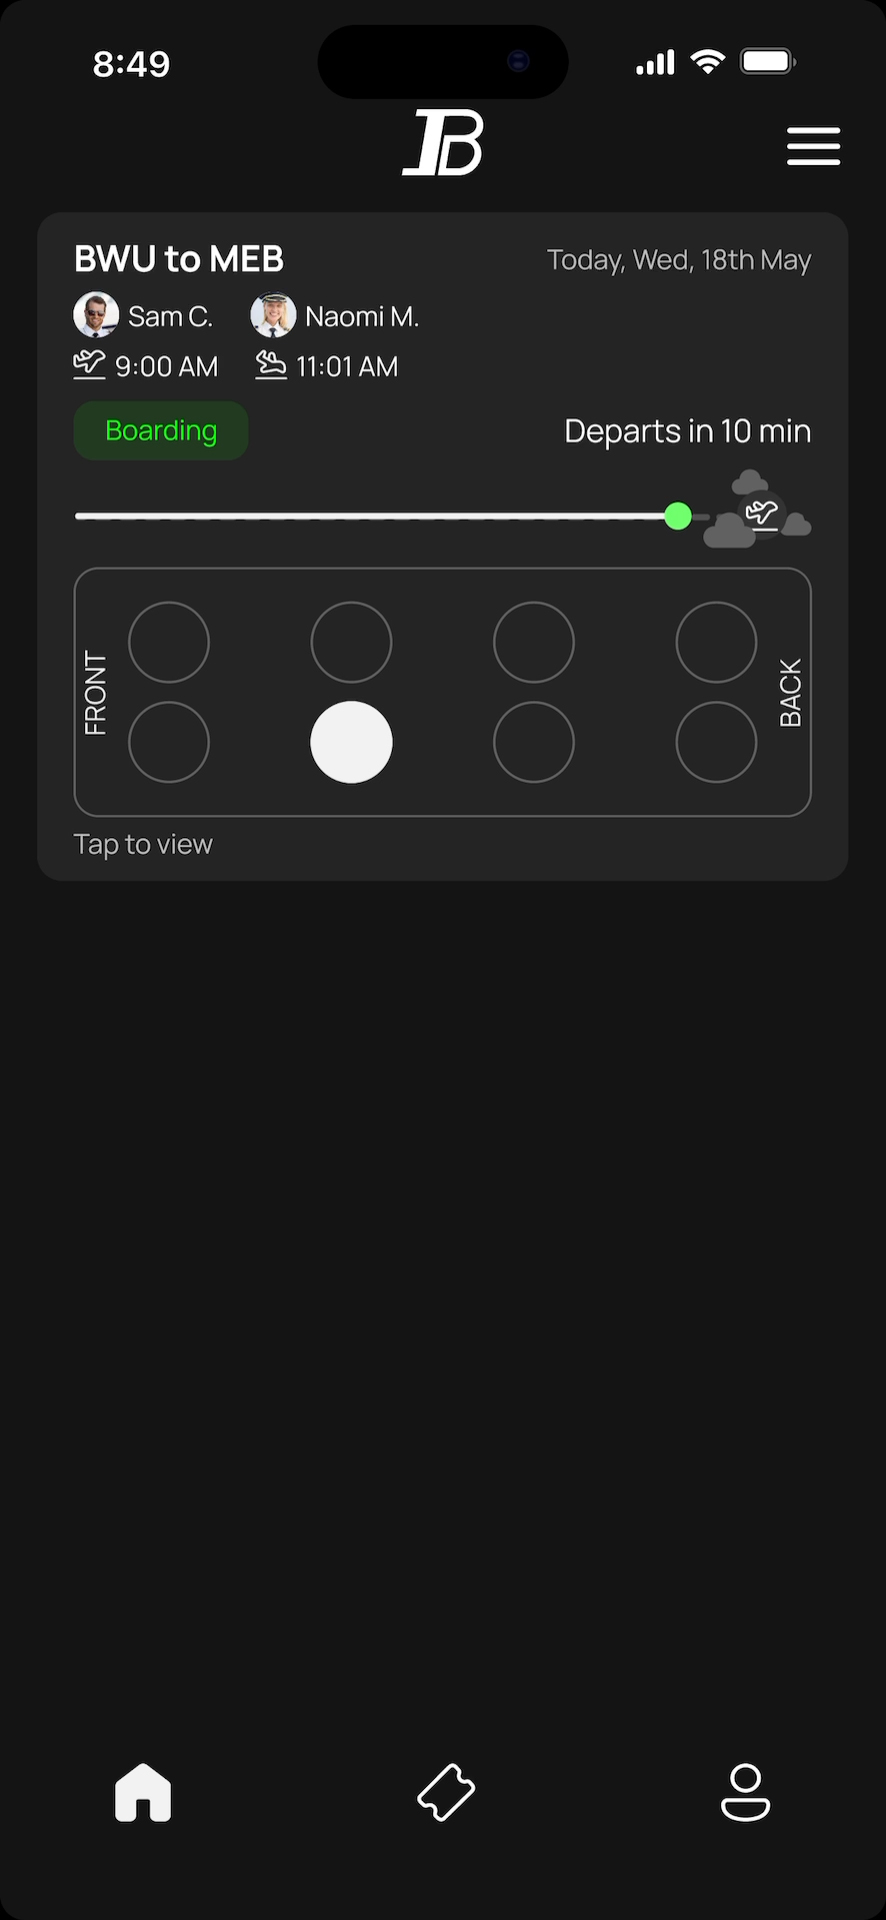 8:49
B
BWU to MEB
Today, Wed, 18th May
Sam C.
Naomi M.
9:00 AM
11:01 AM
Boarding
Departs in 10 min
FRONT
BACK
Tap to view